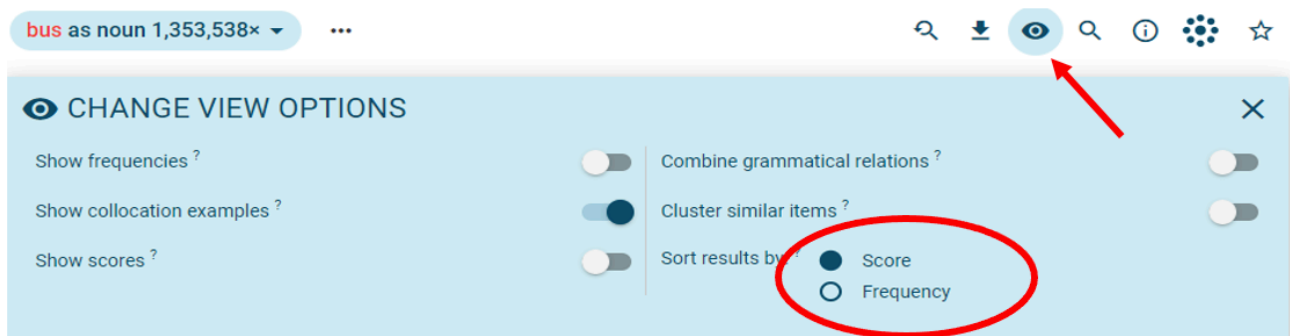 bus as noun 1,353,538×
CHANGE VIEW OPTIONS
Show frequencies ?
Combine grammatical relations ?
Show collocation examples ?
Cluster similar items ?
Show scores ?
Sort results by: ?
Score
Frequency